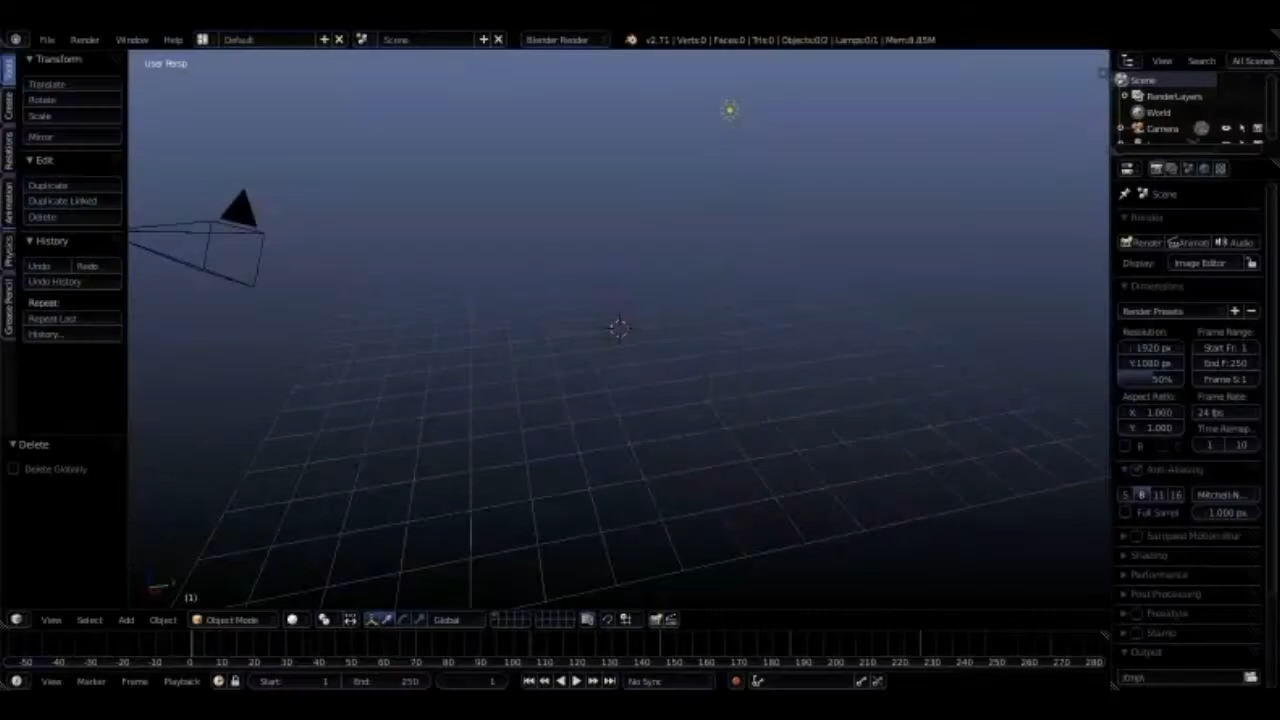 File Render Window Help Default Scene Blender Render v2.71 | Verts:0 | Faces:0 | Tris:0 | Objects:0/2 | Lamps:0/1 | Mem:8.85M
Transform
Translate
Rotate
Scale
Mirror
Edit
Duplicate
Duplicate Linked
Delete
History
Undo Redo
Undo History
Repeat:
Repeat Last
History...
Tools
Create
Relations
Animation
Physics
Grease Pencil
Delete
Delete Globally
User Persp
(1)
View Select Add Object Object Mode Global
-50 -40 -30 -20 -10 0 10 20 30 40 50 60 70 80 90 100 110 120 130 140 150 160 170 180 190 200 210 220 230 240 250 260 270 280
View Marker Frame Playback Start: 1 End: 250 1 No Sync
View Search All Scenes
Scene
RenderLayers
World
Camera
Scene
Render
Render Animati Audio
Display: Image Editor
Dimensions
Render Presets
Resolution: Frame Range:
1920 px Start Fr: 1
Y:1080 px End F:250
50% Frame S:1
Aspect Ratio: Frame Rate:
X: 1.000 24 fps
Y: 1.000 Time Remap...
B 1 10
Anti-Aliasing
5 8 11 16 Mitchell-N...
Full Sampl 1.000 px
Sampled Motion Blur
Shading
Performance
Post Processing
Freestyle
Stamp
Output
/tmp\